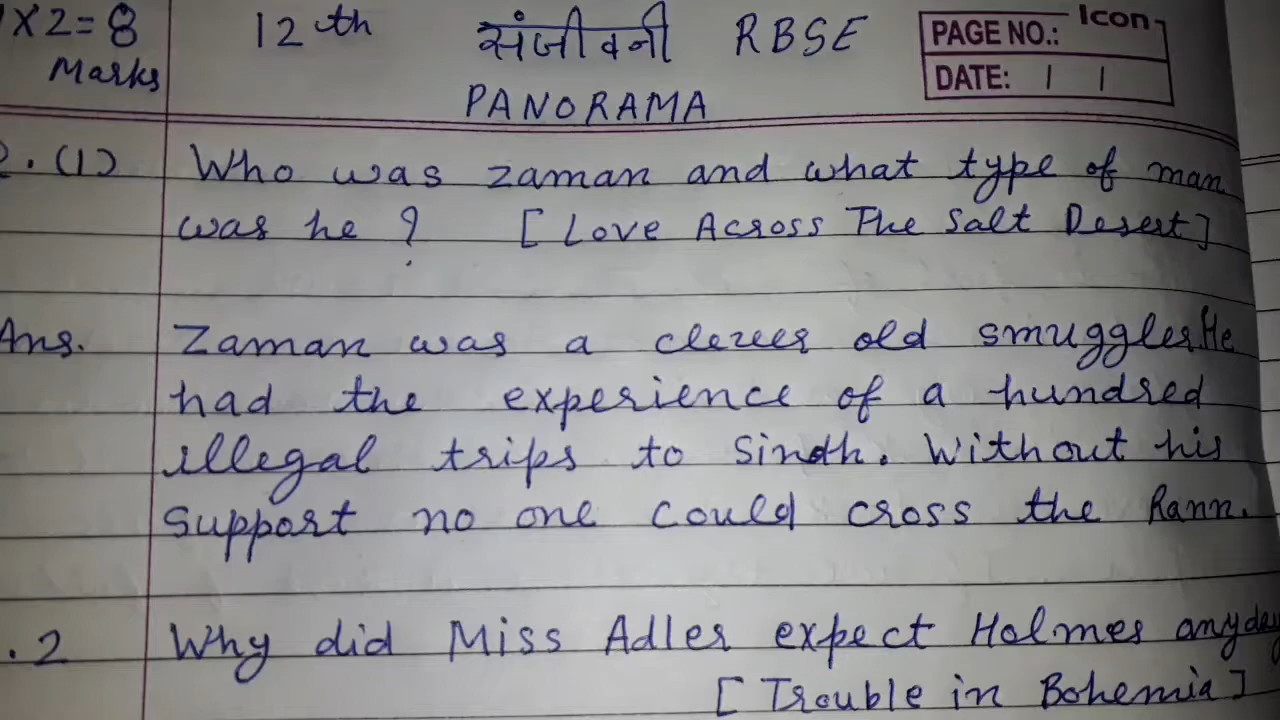 1X2=8 12th संजीवनी RBSE
Marks
PAGE NO.: Icon
DATE: / /
PANORAMA
2. (1) Who was zaman and what type of man
was he ? [Love Across The Salt Desert]
Ans. Zaman was a clever old smuggler. He
had the experience of a hundred
illegal trips to Sindh. Without his
support no one could cross the Rann.
.2 Why did Miss Adler expect Holmes anyday
[Trouble in Bohemia]